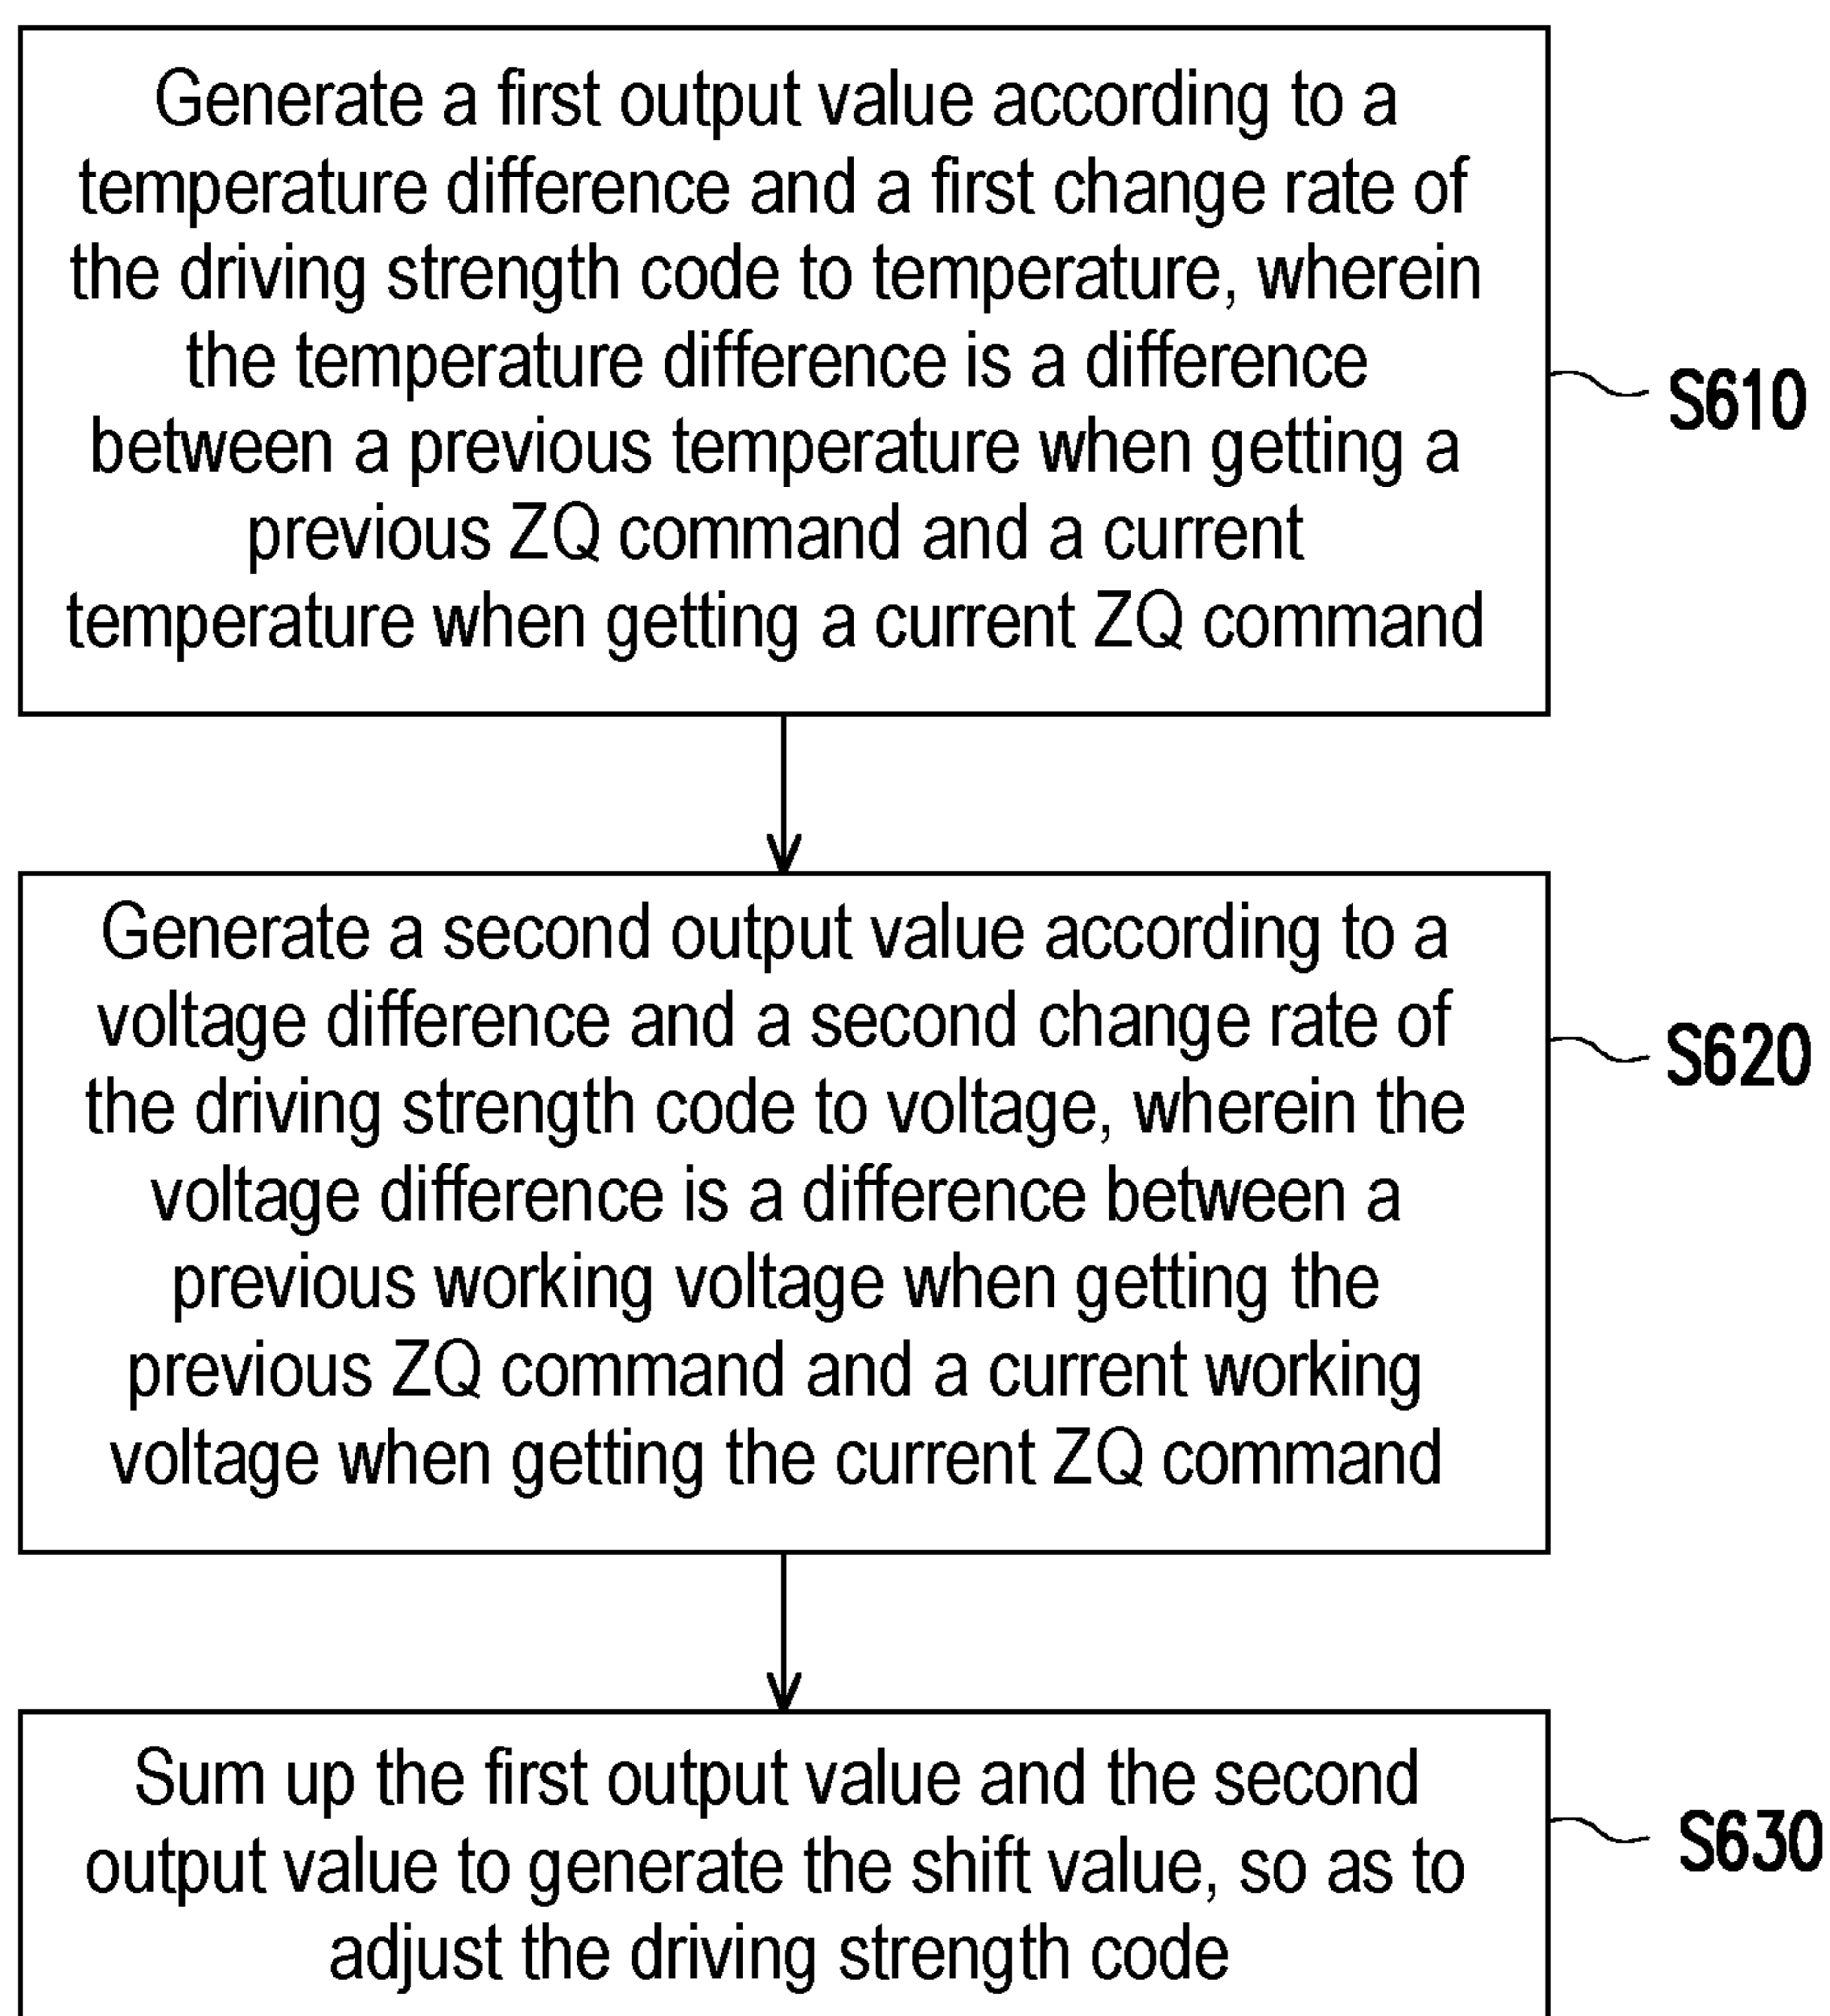 Generate a first output value according to a
temperature difference and a first change rate of
the driving strength code to temperature, wherein
the temperature difference is a difference
between a previous temperature when getting a
previous ZQ command and a current
temperature when getting a current ZQ command
S610
Generate a second output value according to a
voltage difference and a second change rate of
the driving strength code to voltage, wherein the
voltage difference is a difference between a
previous working voltage when getting the
previous ZQ command and a current working
voltage when getting the current ZQ command
S620
Sum up the first output value and the second
output value to generate the shift value, so as to
adjust the driving strength code
S630